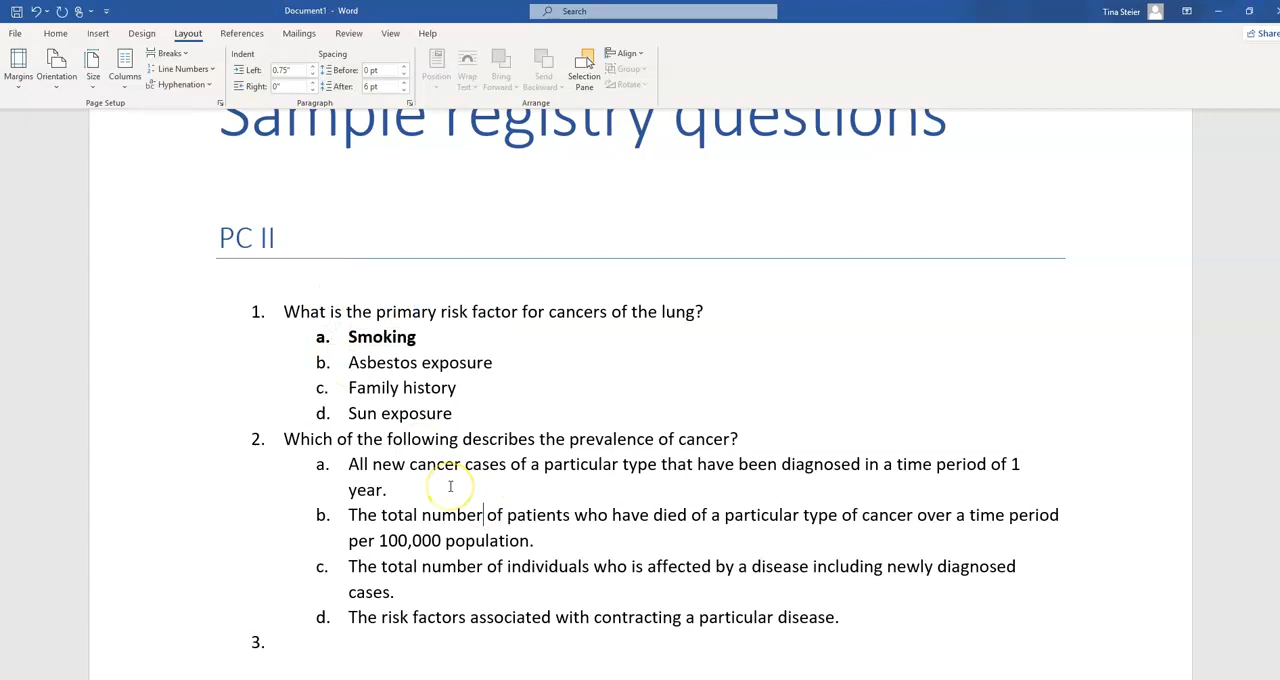 Document1 - Word
Search
Tina Steier
File Home Insert Design Layout References Mailings Review View Help
Share
Margins Orientation Size Columns Breaks Line Numbers Hyphenation
Indent Spacing
Left: 0.75" Before: 0 pt
Right: 0" After: 6 pt
Position Wrap Text Bring Forward Send Backward Selection Pane Align Group Rotate
Page Setup Paragraph Arrange
Sample registry questions
PC II
1. What is the primary risk factor for cancers of the lung?
a. Smoking
b. Asbestos exposure
c. Family history
d. Sun exposure
2. Which of the following describes the prevalence of cancer?
a. All new cancer cases of a particular type that have been diagnosed in a time period of 1
year.
b. The total number of patients who have died of a particular type of cancer over a time period
per 100,000 population.
c. The total number of individuals who is affected by a disease including newly diagnosed
cases.
d. The risk factors associated with contracting a particular disease.
3.